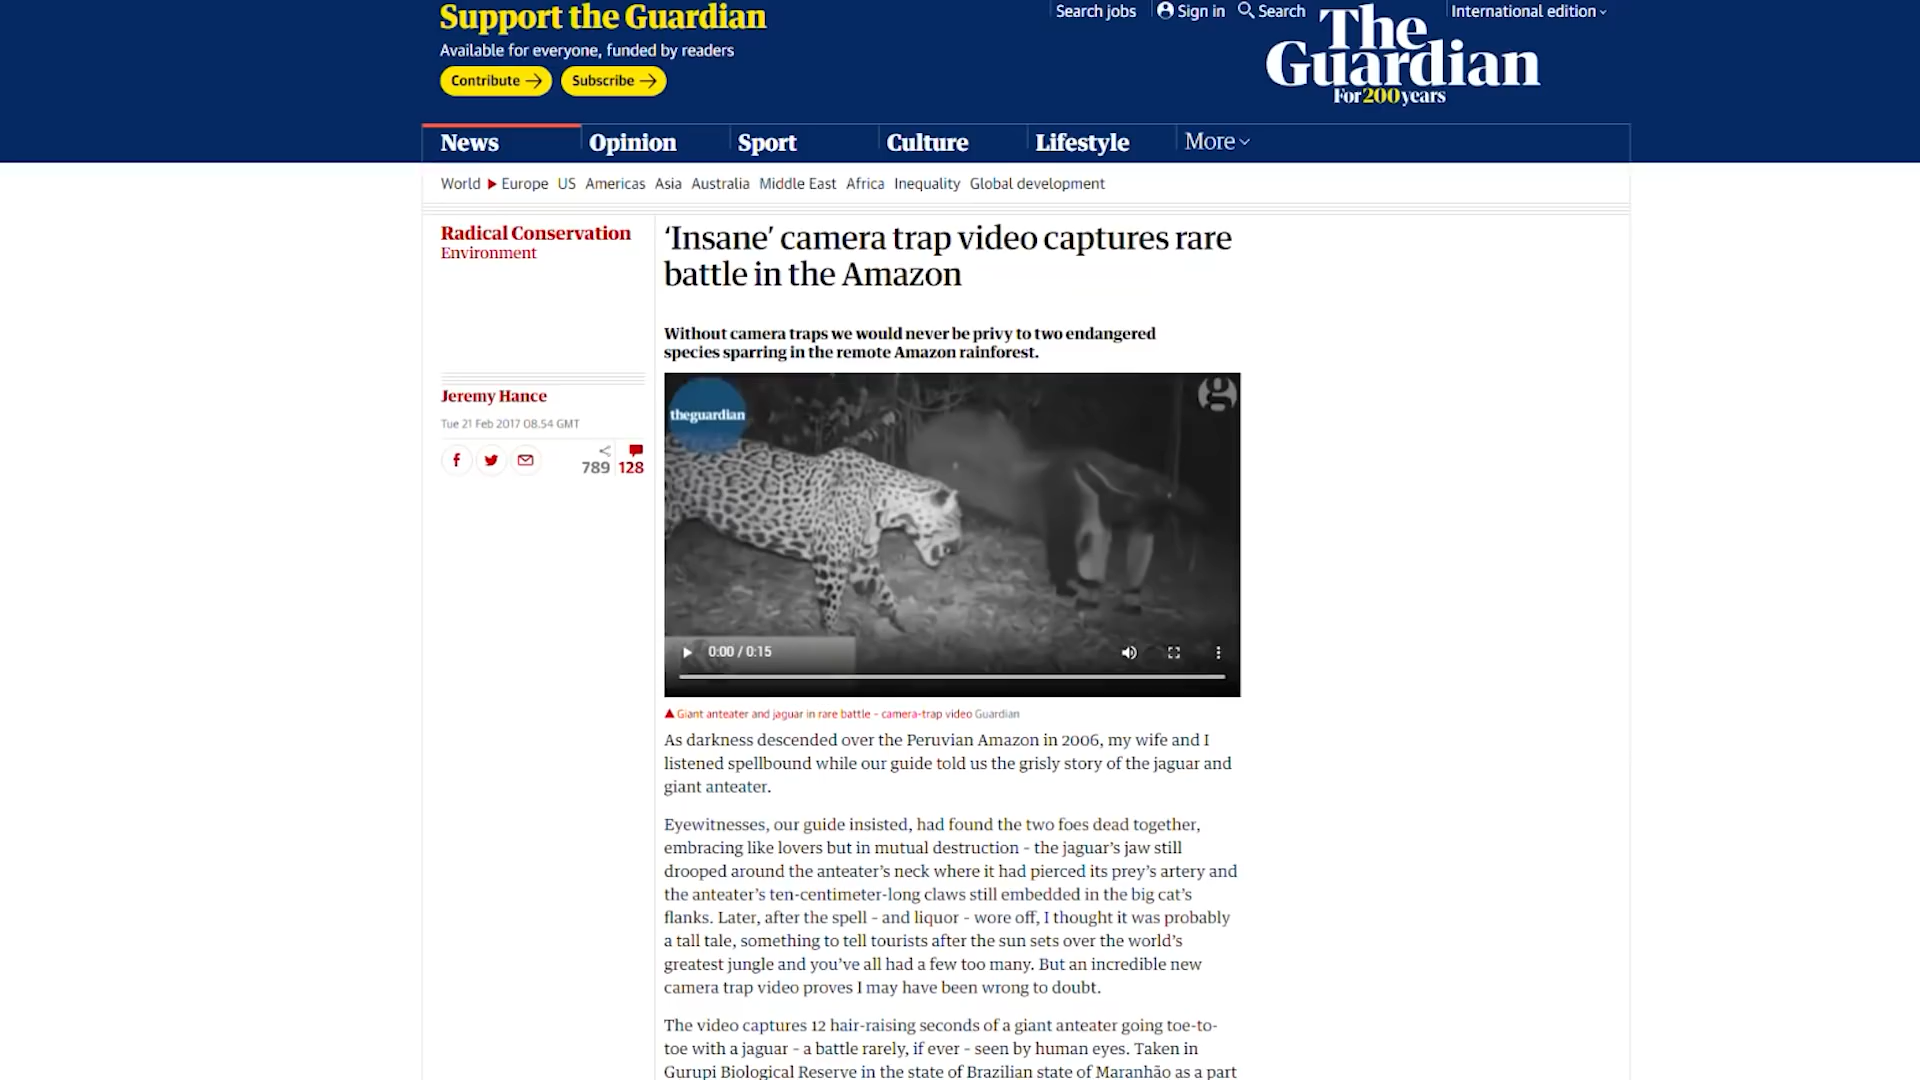 Support the Guardian
Available for everyone, funded by readers
Contribute
Subscribe
Search jobs
Sign in
Search
International edition
The
Guardian
For 200 years
News
Opinion
Sport
Culture
Lifestyle
More
World
Europe
US
Americas
Asia
Australia
Middle East
Africa
Inequality
Global development
Radical Conservation
Environment
‘Insane’ camera trap video captures rare
battle in the Amazon
Without camera traps we would never be privy to two endangered
species sparring in the remote Amazon rainforest.
Jeremy Hance
Tue 21 Feb 2017 08.54 GMT
789
128
theguardian
g
0:00 / 0:15
Giant anteater and jaguar in rare battle - camera-trap video Guardian
As darkness descended over the Peruvian Amazon in 2006, my wife and I
listened spellbound while our guide told us the grisly story of the jaguar and
giant anteater.
Eyewitnesses, our guide insisted, had found the two foes dead together,
embracing like lovers but in mutual destruction - the jaguar’s jaw still
drooped around the anteater’s neck where it had pierced its prey’s artery and
the anteater’s ten-centimeter-long claws still embedded in the big cat’s
flanks. Later, after the spell - and liquor - wore off, I thought it was probably
a tall tale, something to tell tourists after the sun sets over the world’s
greatest jungle and you’ve all had a few too many. But an incredible new
camera trap video proves I may have been wrong to doubt.
The video captures 12 hair-raising seconds of a giant anteater going toe-to-
toe with a jaguar - a battle rarely, if ever - seen by human eyes. Taken in
Gurupi Biological Reserve in the state of Brazilian state of Maranhão as a part